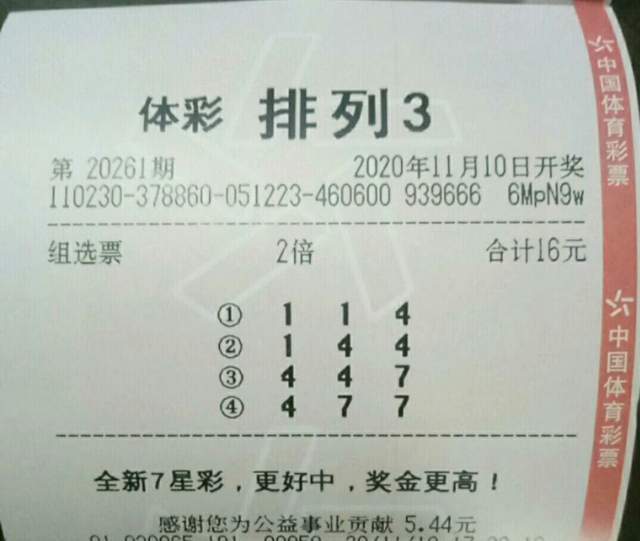 体彩 排列3
第 20261期 2020年11月10日开奖
110230-378860-051223-460600 939666 6MpN9w
组选票 2倍 合计16元
① 1 1 4
② 1 4 4
③ 4 4 7
④ 4 7 7
全新7星彩，更好中，奖金更高！
感谢您为公益事业贡献 5.44元
中国体育彩票
中国体育彩票